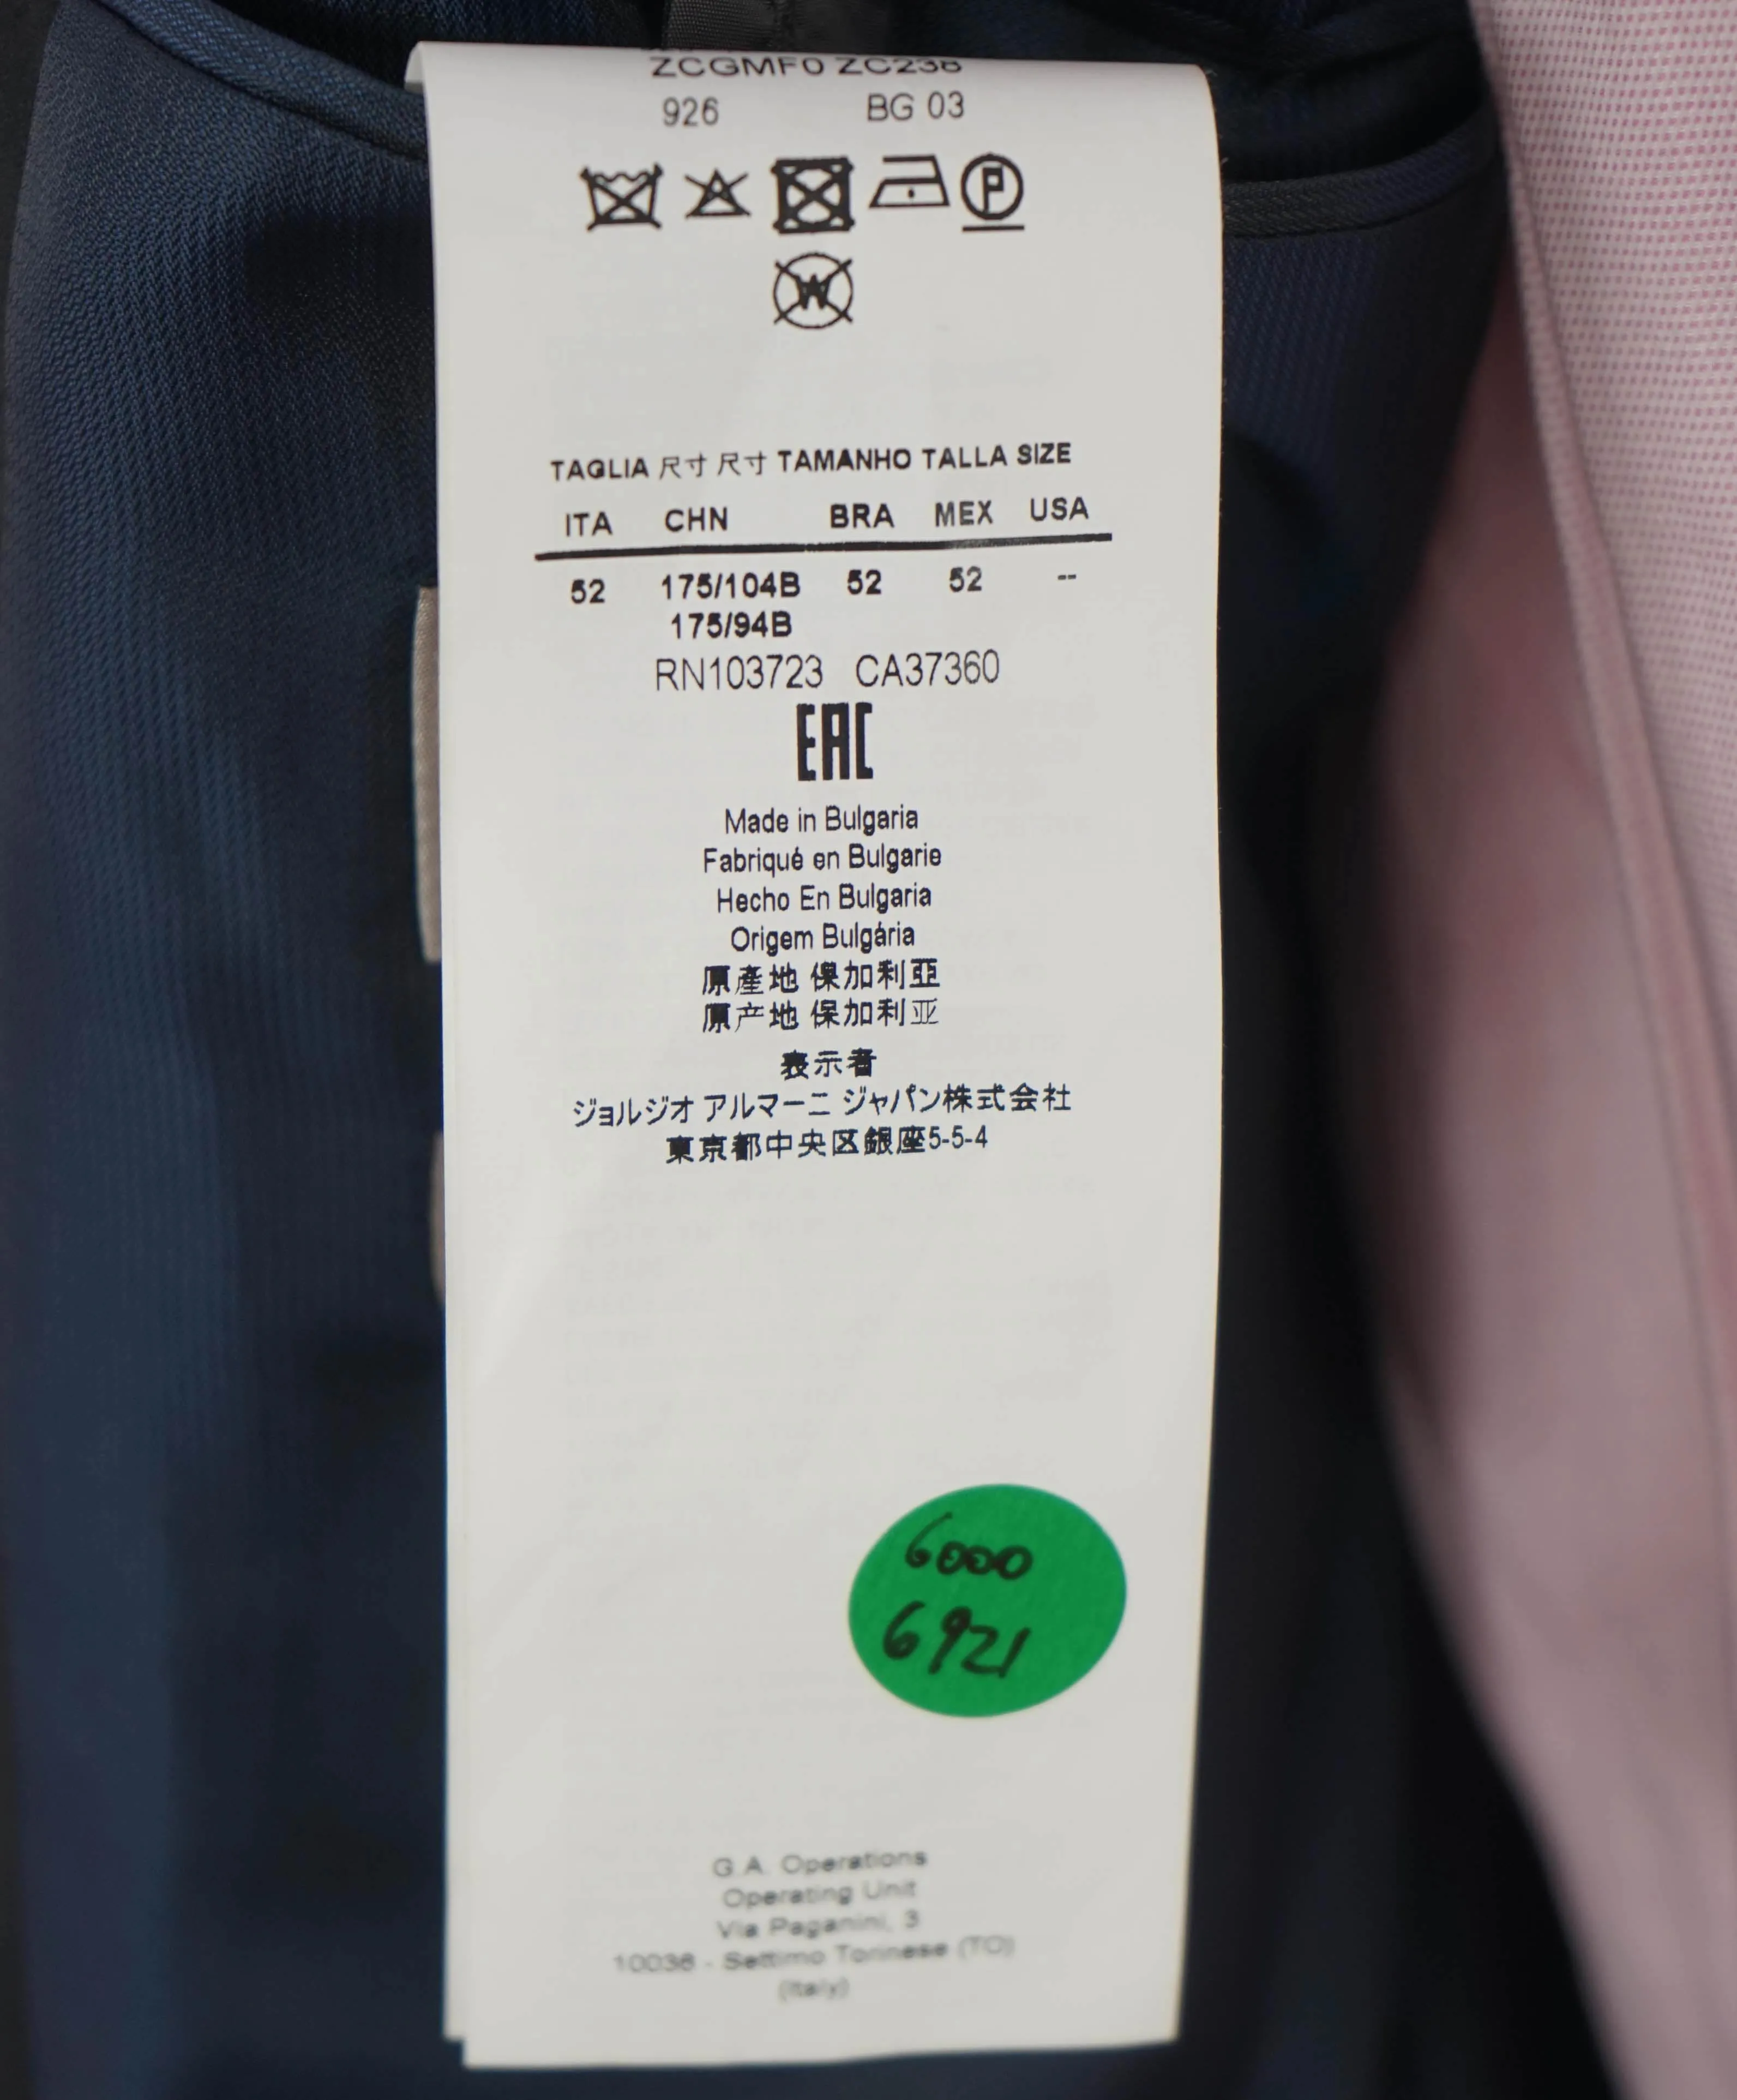 ZCGMF0 ZC238
926 BG 03
P
W
TAGLIA 尺寸 尺寸 TAMANHO TALLA SIZE
ITA CHN BRA MEX USA
52 175/104B 52 52 --
175/94B
RN103723 CA37360
EAC
Made in Bulgaria
Fabriqué en Bulgarie
Hecho En Bulgaria
Origem Bulgária
原產地 保加利亞
原产地 保加利亚
表示者
ジョルジオ アルマーニ ジャパン株式会社
東京都中央区銀座5-5-4
6000
6921
G.A. Operations
Operating Unit
Via Paganini, 3
10036 - Settimo Torinese (TO)
(Italy)